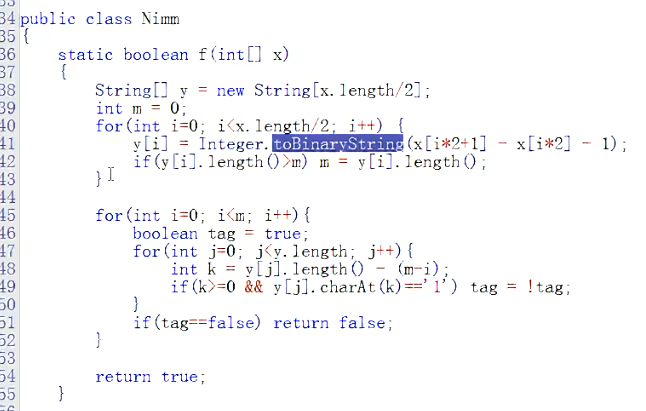 34 public class Nimm
35 {
36     static boolean f(int[] x)
37     {
38         String[] y = new String[x.length/2];
39         int m = 0;
40         for(int i=0; i<x.length/2; i++) {
41             y[i] = Integer.toBinaryString(x[i*2+1] - x[i*2] - 1);
42             if(y[i].length()>m) m = y[i].length();
43         }
44
45         for(int i=0; i<m; i++){
46             boolean tag = true;
47             for(int j=0; j<y.length; j++){
48                 int k = y[j].length() - (m-i);
49                 if(k>=0 && y[j].charAt(k)=='1') tag = !tag;
50             }
51             if(tag==false) return false;
52         }
53
54         return true;
55     }